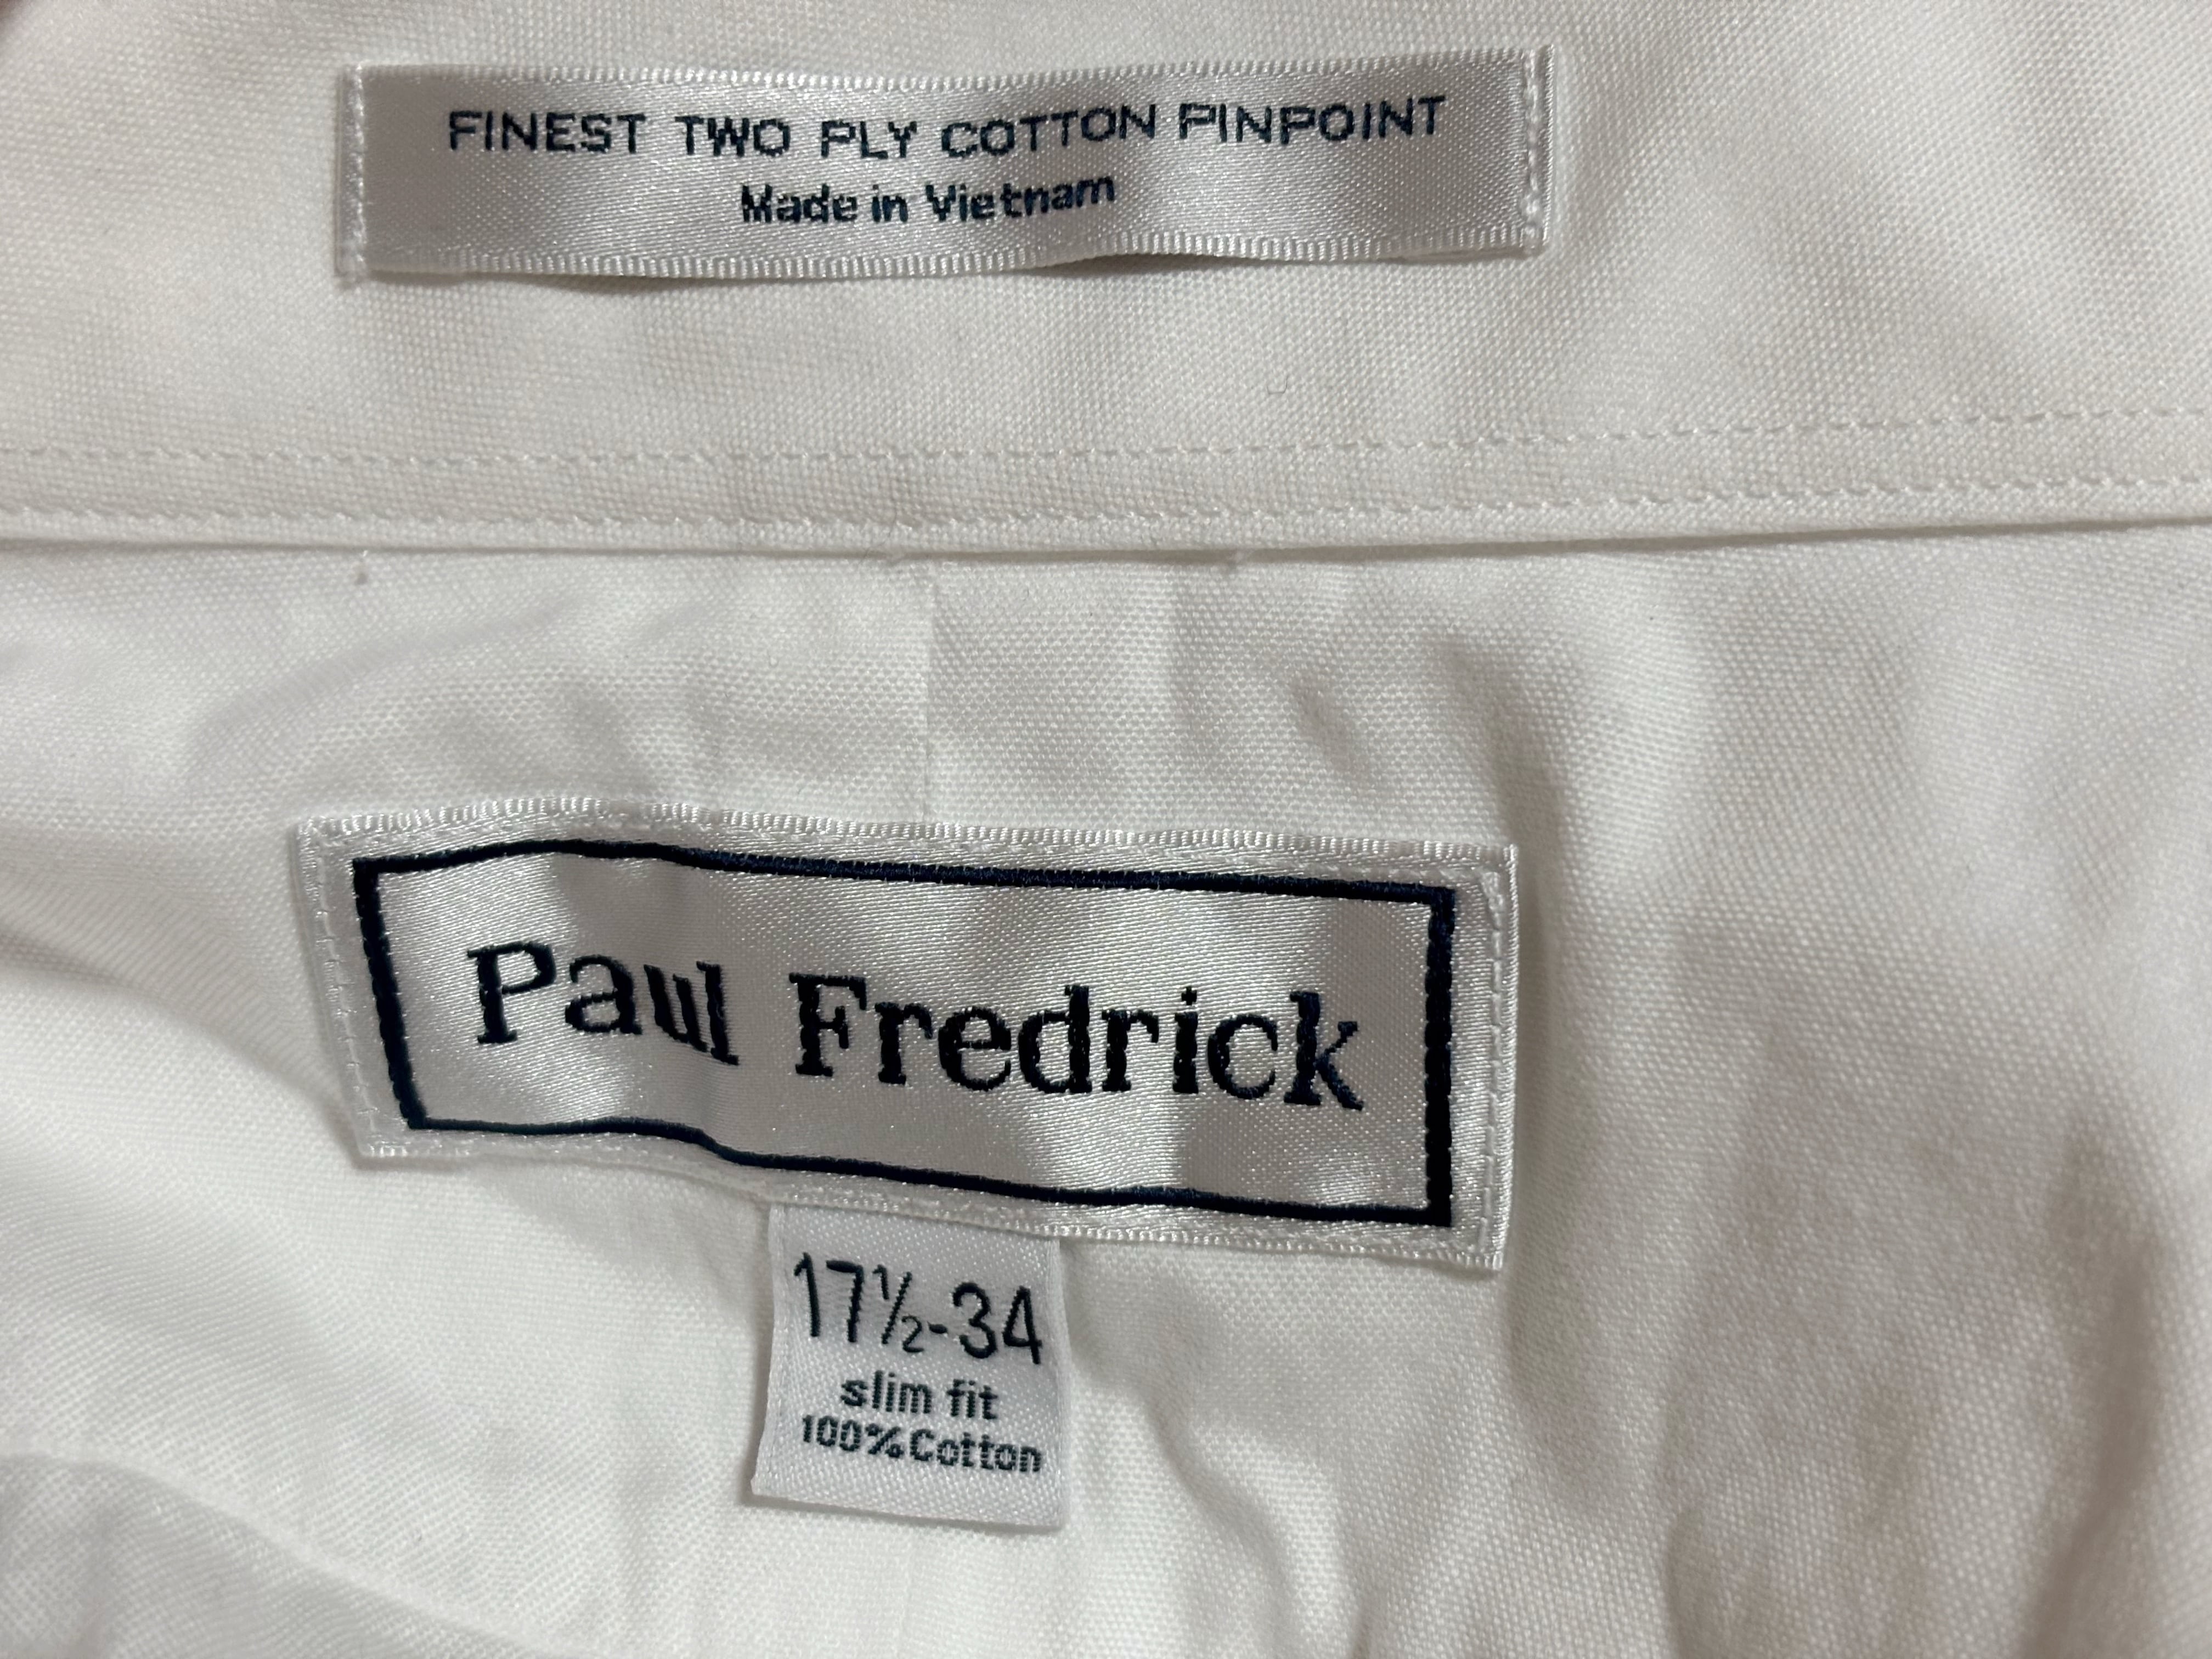 FINEST TWO PLY COTTON PINPOINT
Made in Vietnam
Paul Fredrick
17½-34
slim fit
100%Cotton